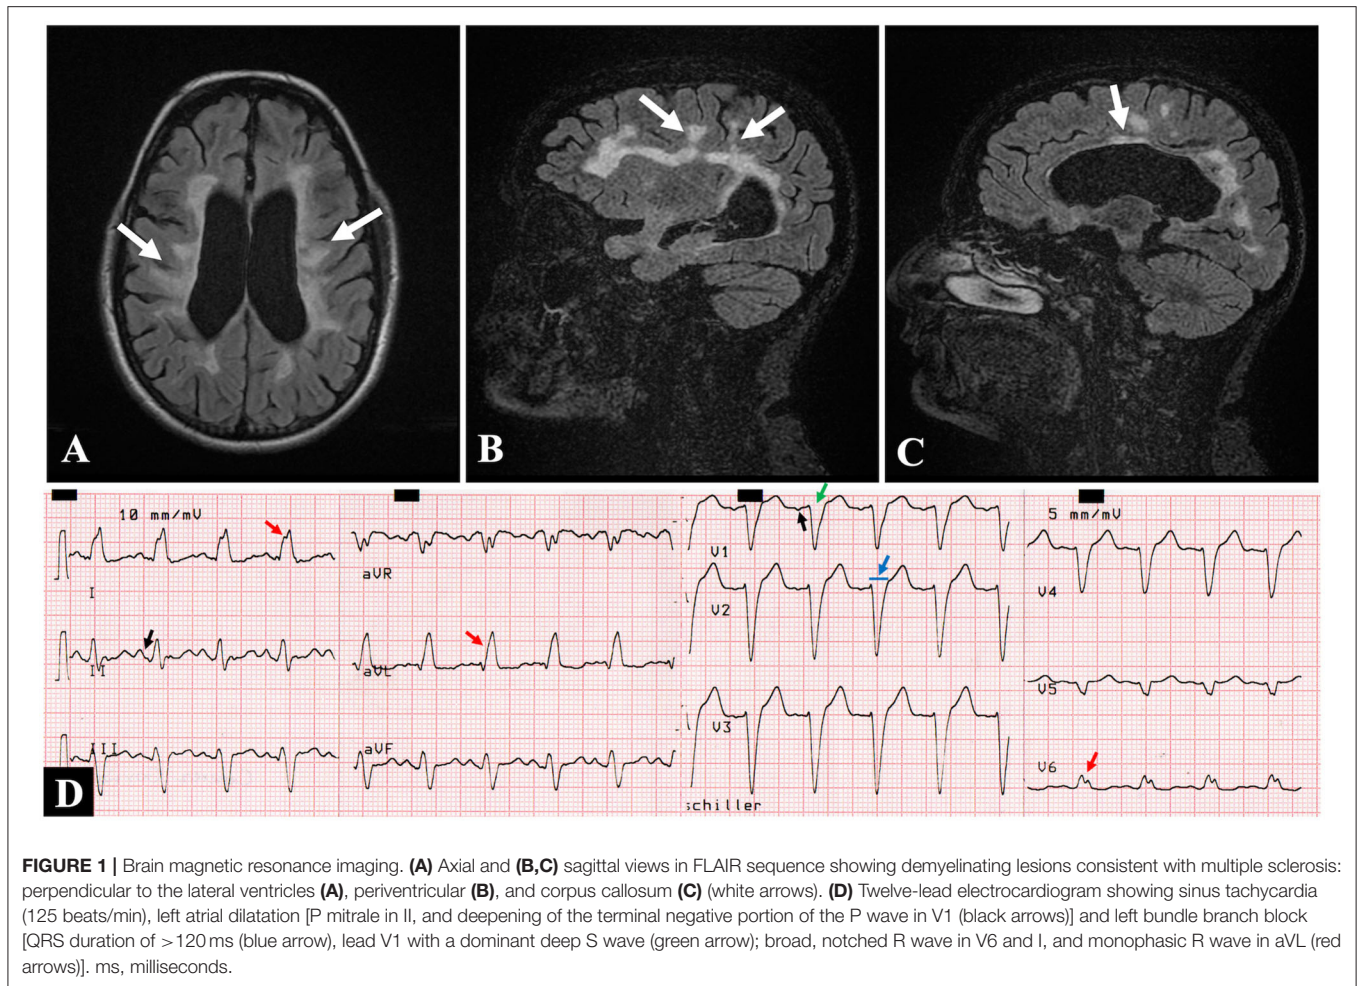 A
B
C
10 mm/mV
I
II
III
aVR
aVL
aVF
V1
V2
V3
schiller
5 mm/mV
V4
V5
V6
D
FIGURE 1 | Brain magnetic resonance imaging. (A) Axial and (B,C) sagittal views in FLAIR sequence showing demyelinating lesions consistent with multiple sclerosis:
perpendicular to the lateral ventricles (A), periventricular (B), and corpus callosum (C) (white arrows). (D) Twelve-lead electrocardiogram showing sinus tachycardia
(125 beats/min), left atrial dilatation [P mitrale in II, and deepening of the terminal negative portion of the P wave in V1 (black arrows)] and left bundle branch block
[QRS duration of >120 ms (blue arrow), lead V1 with a dominant deep S wave (green arrow); broad, notched R wave in V6 and I, and monophasic R wave in aVL (red
arrows)]. ms, milliseconds.